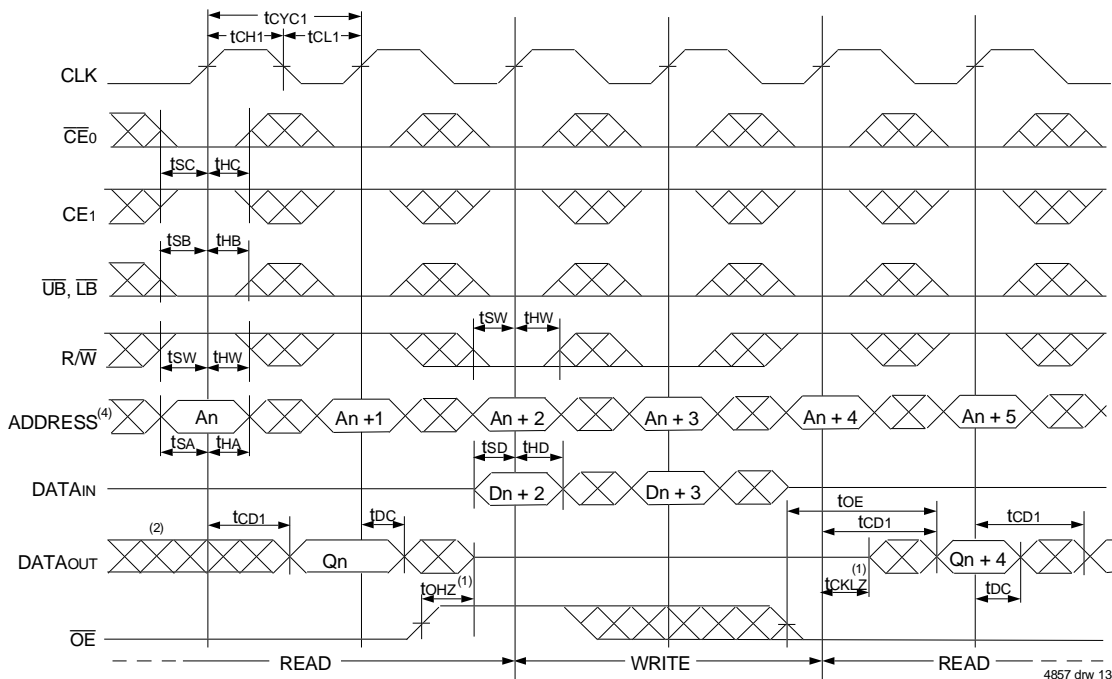 tCYC1
tCH1 tCL1
CLK
CE0
tSC tHC
CE1
tSB tHB
UB, LB
tSW tHW
R/W
tSW tHW
ADDRESS(4) An An + 1 An + 2 An + 3 An + 4 An + 5
tSA tHA tSD tHD
DATAIN Dn + 2 Dn + 3
tOE
(2) tCD1 tDC tCD1 tCD1
DATAOUT Qn Qn + 4
tOHZ(1) tCKLZ(1) tDC
OE
READ WRITE READ
4857 drw 13